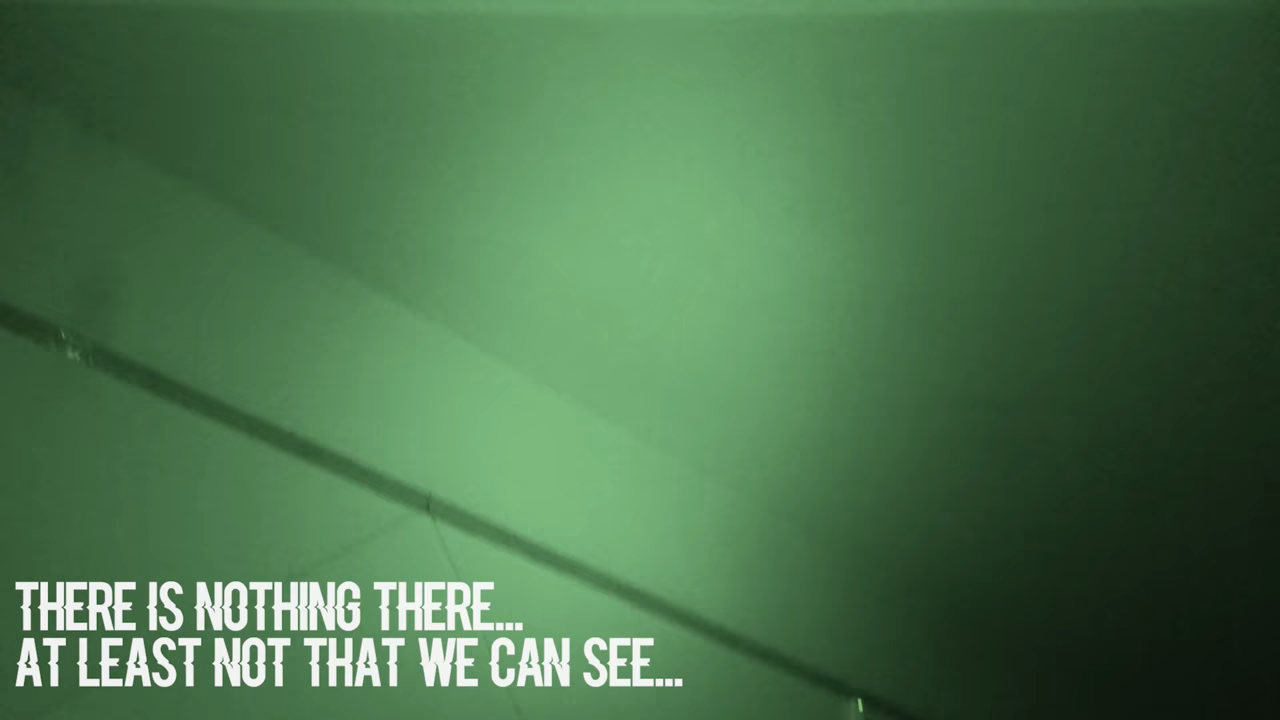 THERE IS NOTHING THERE...
AT LEAST NOT THAT WE CAN SEE...